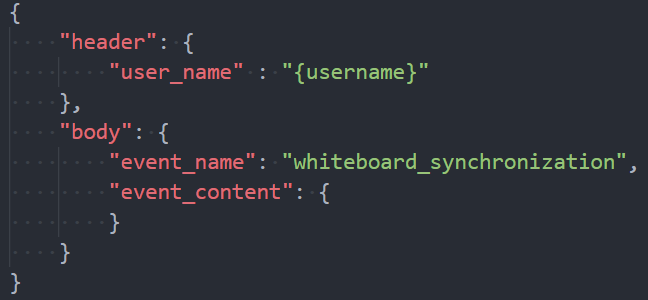 {
    "header": {
        "user_name" : "{username}"
    },
    "body": {
        "event_name": "whiteboard_synchronization",
        "event_content": {
        }
    }
}